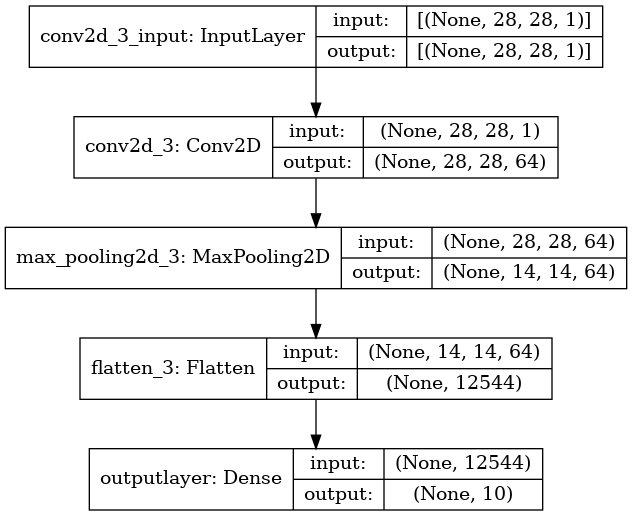 conv2d_3_input: InputLayer
input:
[(None, 28, 28, 1)]
output:
[(None, 28, 28, 1)]
conv2d_3: Conv2D
input:
(None, 28, 28, 1)
output:
(None, 28, 28, 64)
max_pooling2d_3: MaxPooling2D
input:
(None, 28, 28, 64)
output:
(None, 14, 14, 64)
flatten_3: Flatten
input:
(None, 14, 14, 64)
output:
(None, 12544)
outputlayer: Dense
input:
(None, 12544)
output:
(None, 10)